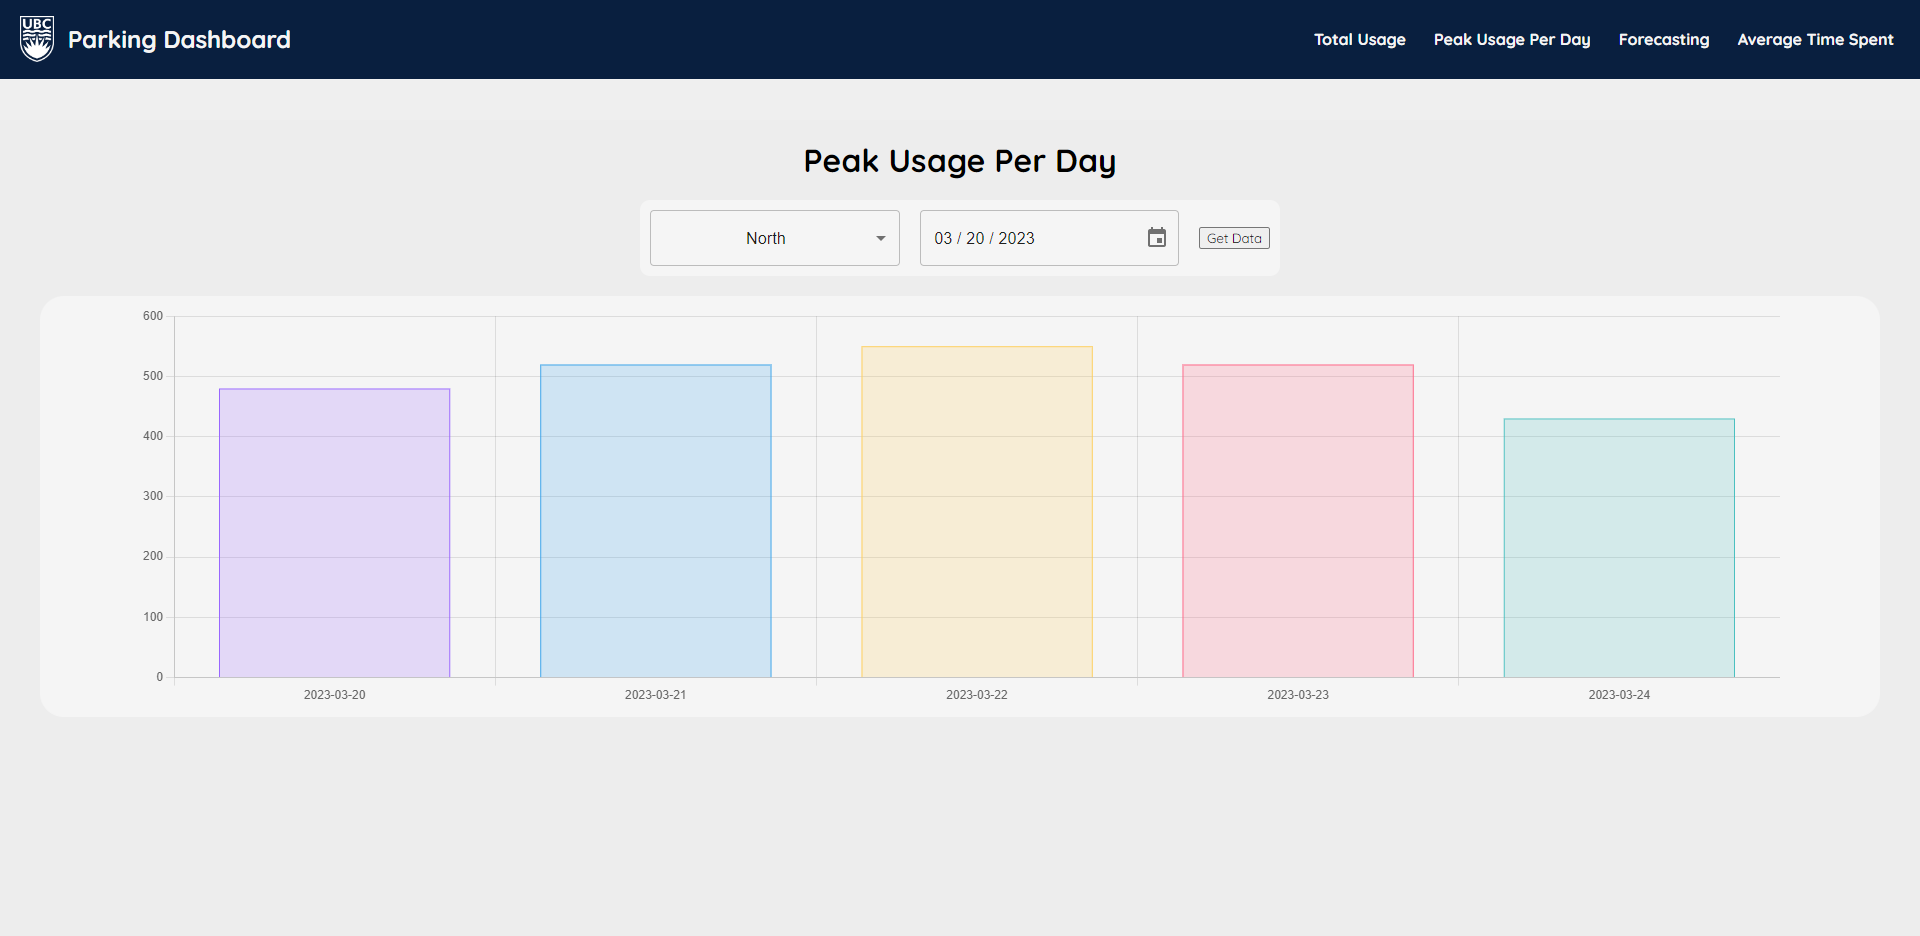 UBC
Parking Dashboard
Total Usage Peak Usage Per Day Forecasting Average Time Spent
Peak Usage Per Day
North 03 / 20 / 2023 Get Data
600
500
400
300
200
100
0
2023-03-20 2023-03-21 2023-03-22 2023-03-23 2023-03-24